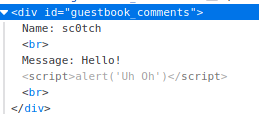 <div id="guestbook_comments">
Name: sc0tch
<br>
Message: Hello!
<script>alert('Uh Oh')</script>
<br>
</div>